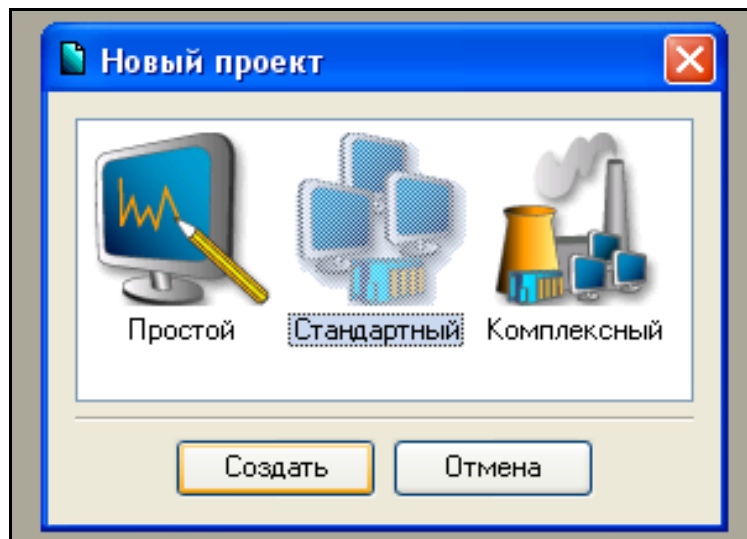 Новый проект
Простой Стандартный Комплексный
Создать Отмена